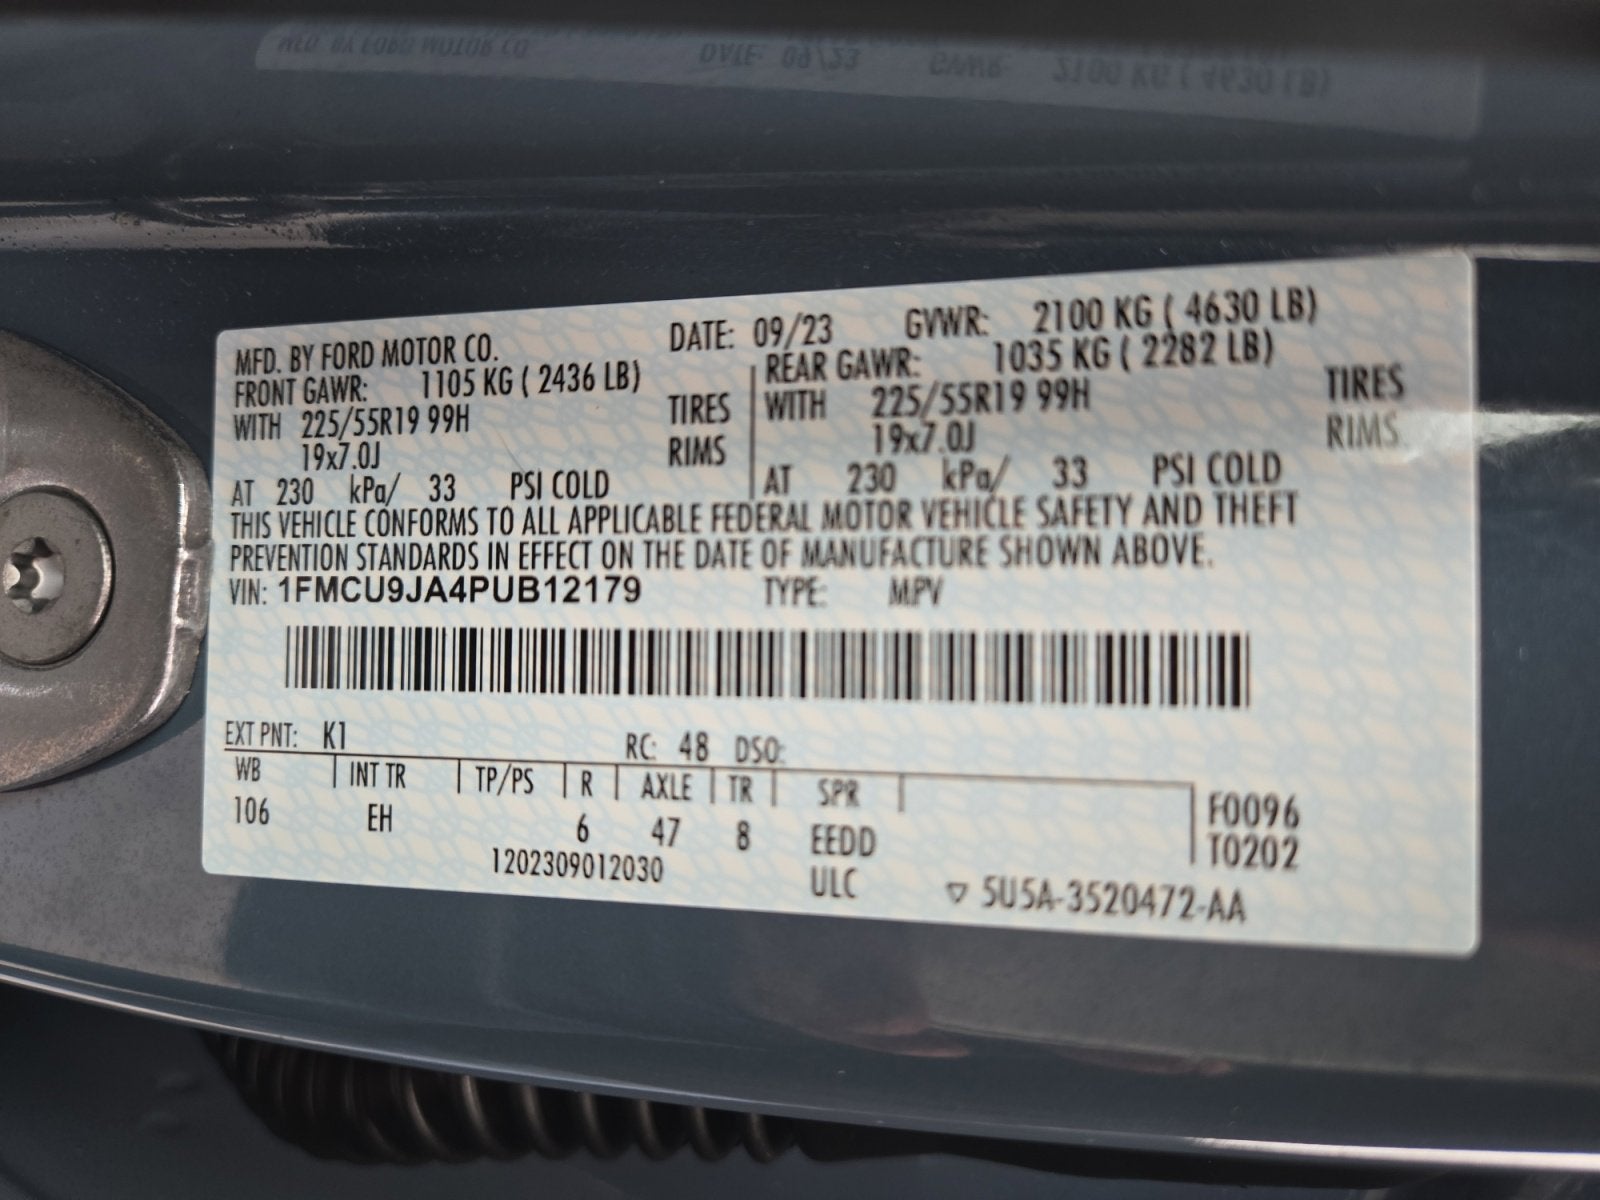 MFD. BY FORD MOTOR CO. DATE: 09/23 GVWR: 2100 KG ( 4630 LB)
FRONT GAWR: 1105 KG ( 2436 LB) REAR GAWR: 1035 KG ( 2282 LB)
WITH 225/55R19 99H TIRES WITH 225/55R19 99H TIRES
19x7.0J RIMS 19x7.0J RIMS
AT 230 kPa/ 33 PSI COLD AT 230 kPa/ 33 PSI COLD
THIS VEHICLE CONFORMS TO ALL APPLICABLE FEDERAL MOTOR VEHICLE SAFETY AND THEFT
PREVENTION STANDARDS IN EFFECT ON THE DATE OF MANUFACTURE SHOWN ABOVE.
VIN: 1FMCU9JA4PUB12179 TYPE: MPV
EXT PNT: K1 RC: 48 DSO:
WB INT TR TP/PS R AXLE TR SPR F0096
106 EH 6 47 8 EEDD T0202
1202309012030 ULC ▽ 5U5A-3520472-AA